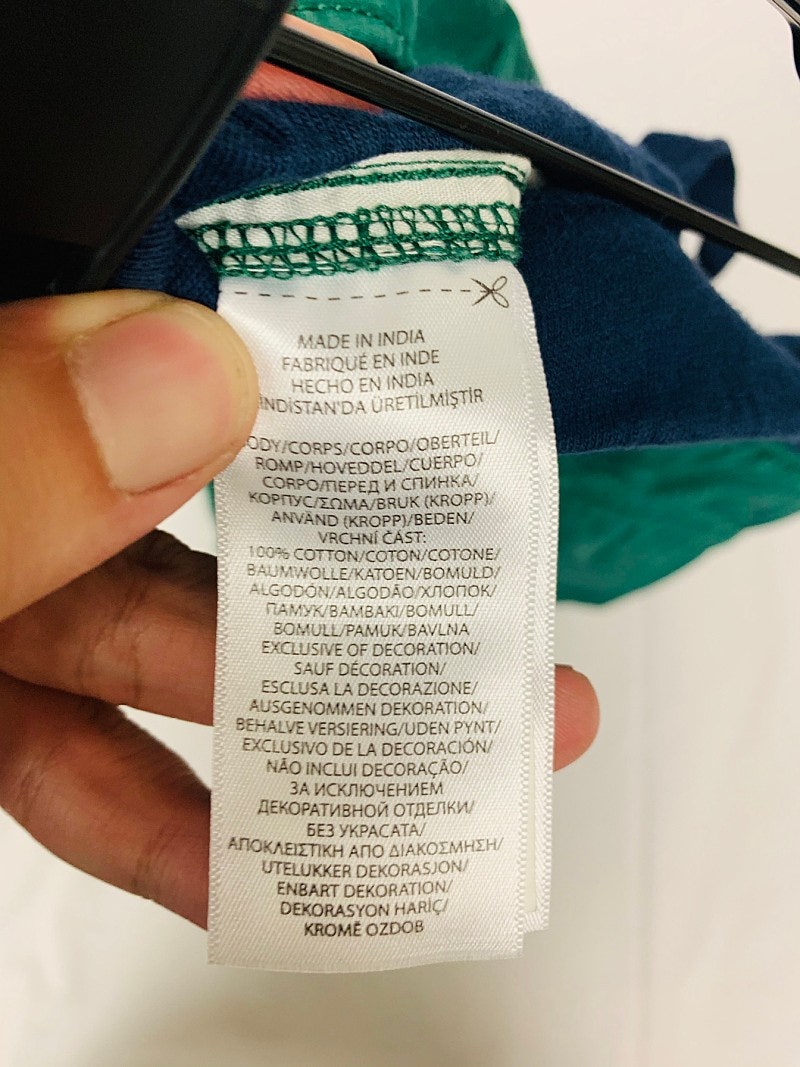 MADE IN INDIA
FABRIQUÉ EN INDE
HECHO EN INDIA
NDİSTAN'DA ÜRETİLMİŞTİR
ODY/CORPS/CORPO/OBERTEIL/
ROMP/HOVEDDEL/CUERPO/
CORPO/ПЕРЕД И СПИНКА/
КОРПУС/ΣΩΜΑ/BRUK (KROPP)/
ANVÄND (KROPP)/BEDEN/
VRCHNÍ ČÁST:
100% COTTON/COTON/COTONE/
BAUMWOLLE/KATOEN/BOMULD/
ALGODÓN/ALGODÃO/ХЛОПОК/
ПАМУК/ΒΑΜΒΑΚΙ/BOMULL/
BOMULL/PAMUK/BAVLNA
EXCLUSIVE OF DECORATION/
SAUF DÉCORATION/
ESCLUSA LA DECORAZIONE/
AUSGENOMMEN DEKORATION/
BEHALVE VERSIERING/UDEN PYNT/
EXCLUSIVO DE LA DECORACIÓN/
NÃO INCLUI DECORAÇÃO/
ЗА ИСКЛЮЧЕНИЕМ
ДЕКОРАТИВНОЙ ОТДЕЛКИ/
БЕЗ УКРАСАТА/
ΑΠΟΚΛΕΙΣΤΙΚΗ ΑΠΟ ΔΙΑΚΟΣΜΗΣΗ/
UTELUKKER DEKORASJON/
ENBART DEKORATION/
DEKORASYON HARİÇ/
KROMĚ OZDOB